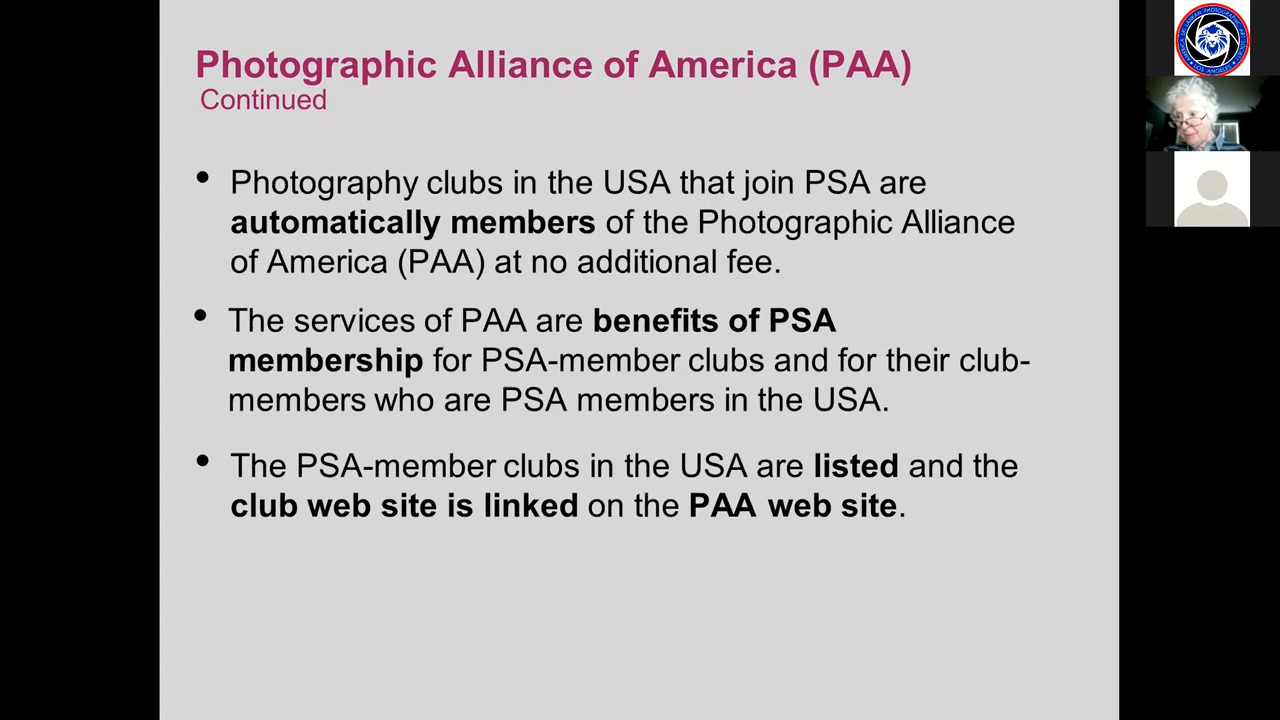 Photographic Alliance of America (PAA)
Continued
• Photography clubs in the USA that join PSA are
automatically members of the Photographic Alliance
of America (PAA) at no additional fee.
• The services of PAA are benefits of PSA
membership for PSA-member clubs and for their club-
members who are PSA members in the USA.
• The PSA-member clubs in the USA are listed and the
club web site is linked on the PAA web site.
LOS ANGELES